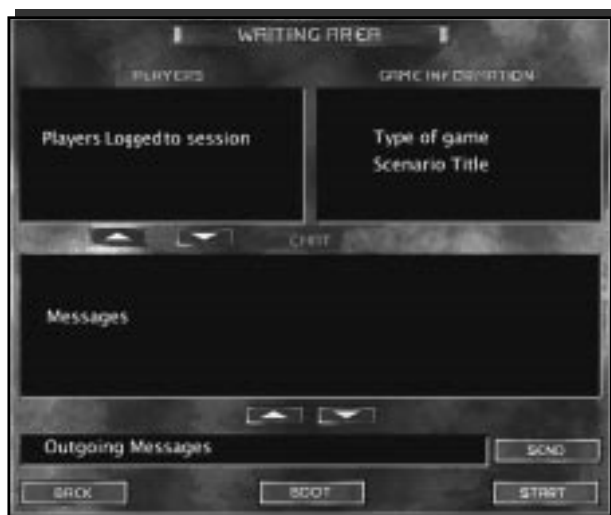 WAITING AREA
PLAYERS
GAME INFORMATION
Players Logged to session
Type of game
Scenario Title
CHAT
Messages
Outgoing Messages
SEND
BACK
BOOT
START